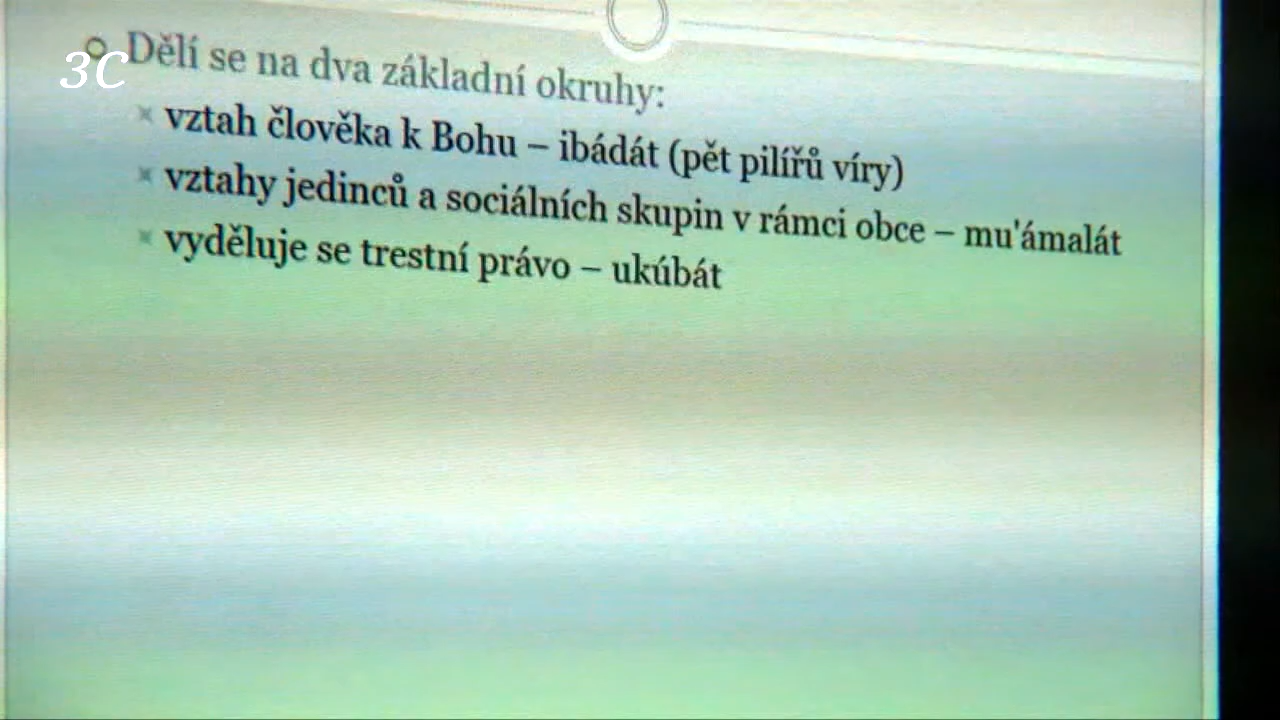 3C
Dělí se na dva základní okruhy:
vztah člověka k Bohu – ibádát (pět pilířů víry)
vztahy jedinců a sociálních skupin v rámci obce – mu'ámalát
vyděluje se trestní právo – ukúbát